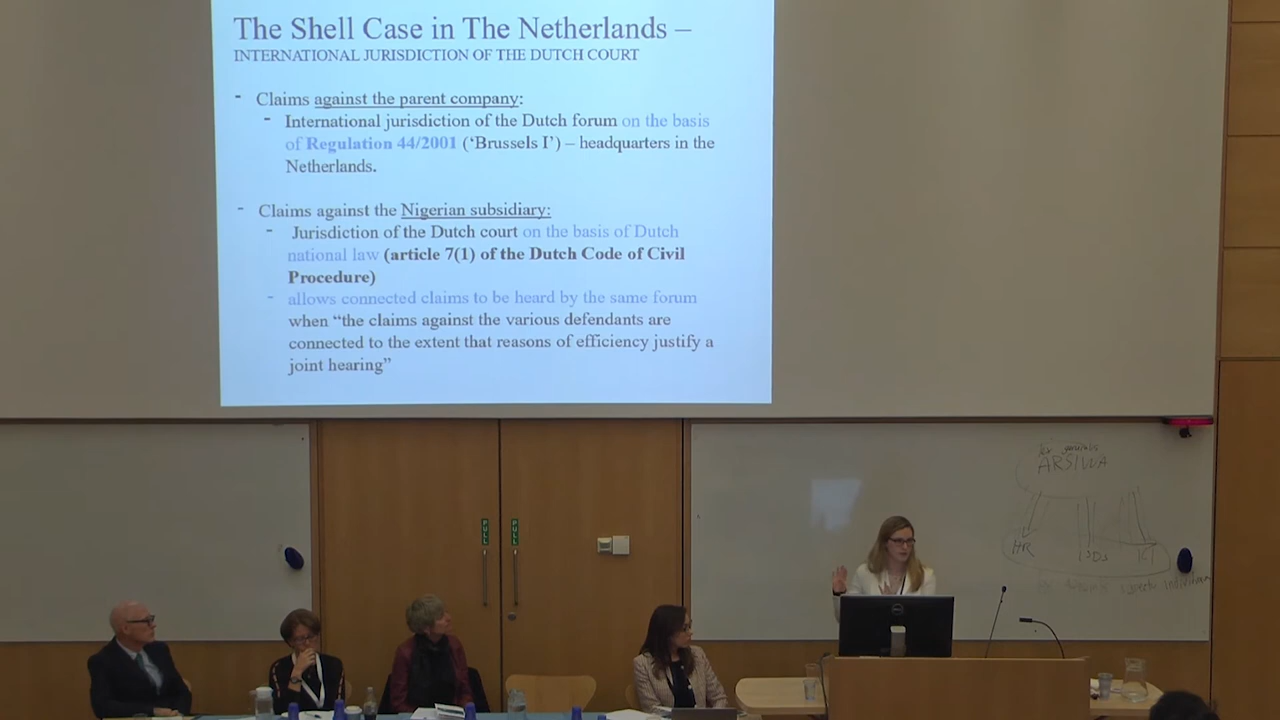 The Shell Case in The Netherlands –
INTERNATIONAL JURISDICTION OF THE DUTCH COURT
- Claims against the parent company:
- International jurisdiction of the Dutch forum on the basis
of Regulation 44/2001 (‘Brussels I’) – headquarters in the
Netherlands.
- Claims against the Nigerian subsidiary:
- Jurisdiction of the Dutch court on the basis of Dutch
national law (article 7(1) of the Dutch Code of Civil
Procedure)
- allows connected claims to be heard by the same forum
when “the claims against the various defendants are
connected to the extent that reasons of efficiency justify a
joint hearing”
ARSIWA
HR
PULL
PULL
DELL